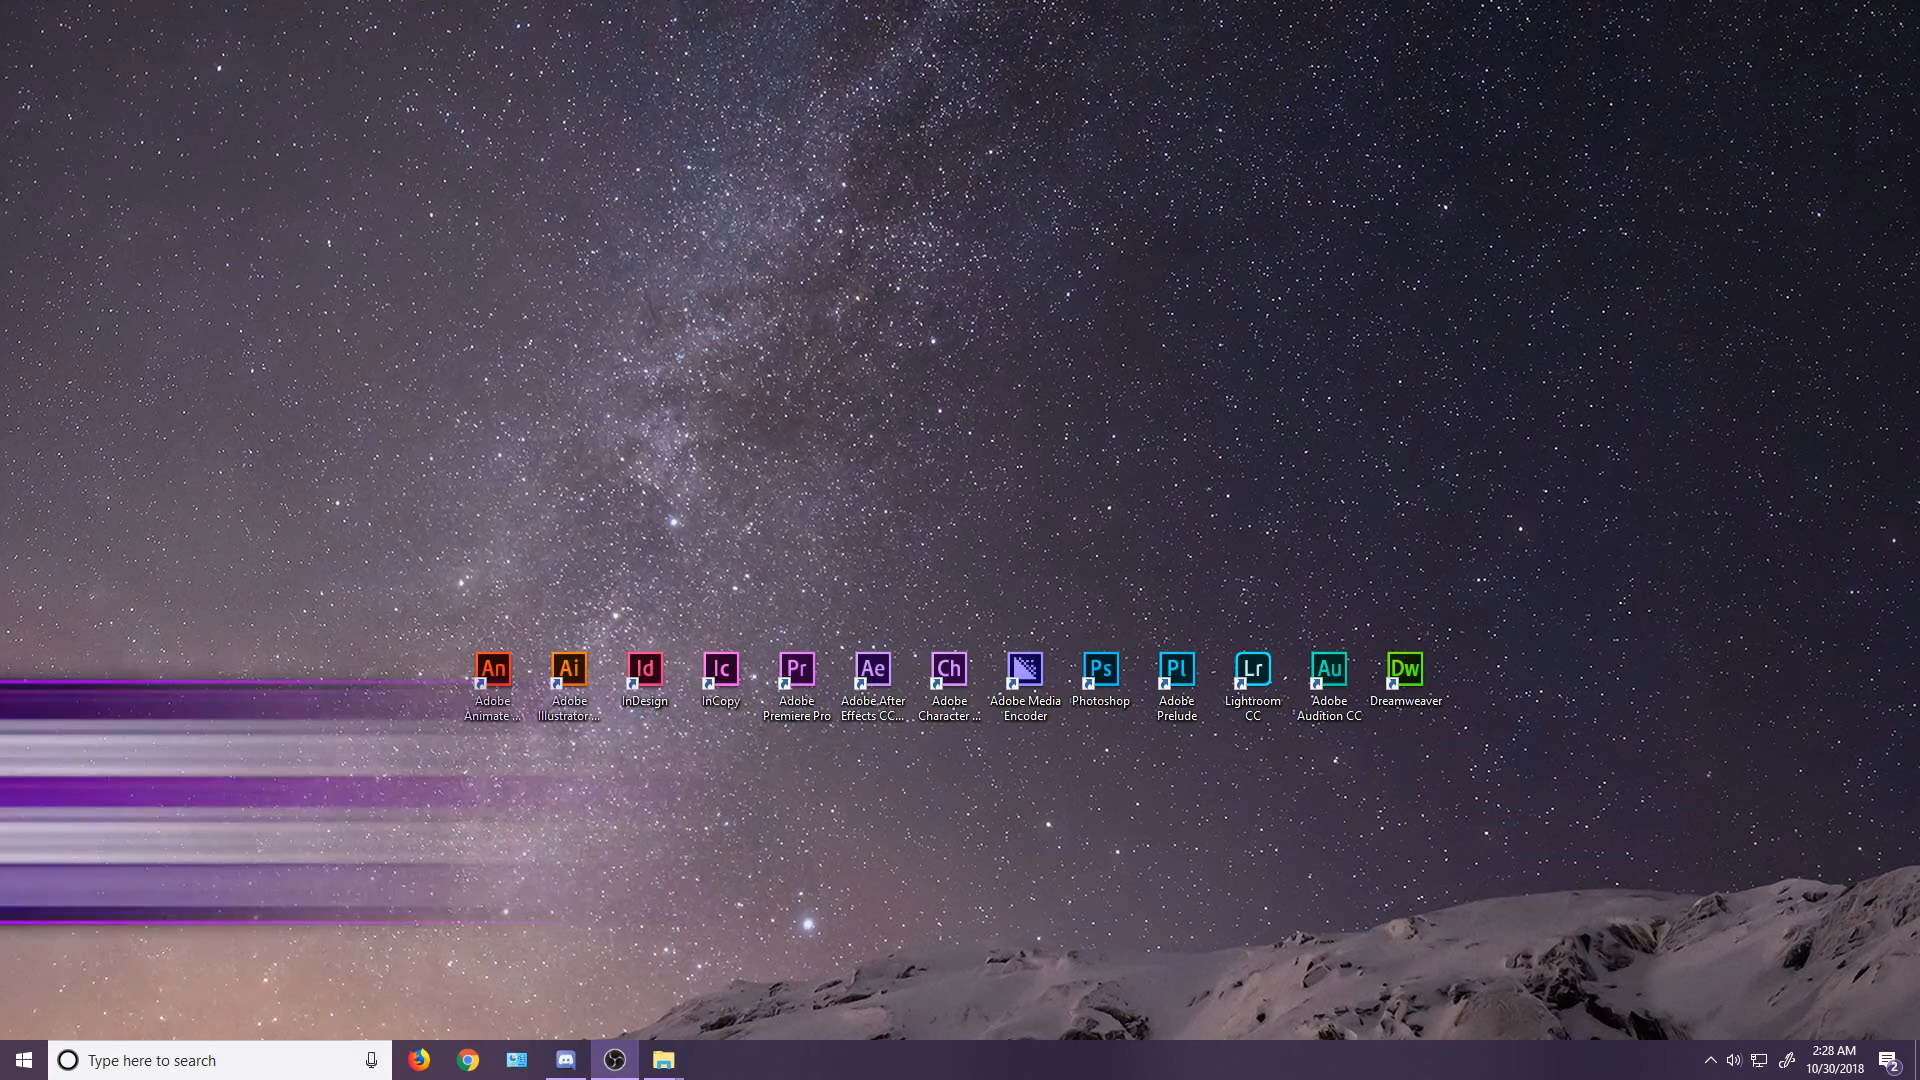 An
Ai
Id
Ic
Pr
Ae
Ch
Ps
Pl
Lr
Au
Dw
Adobe
Animate ...
Adobe
Illustrator...
InDesign
InCopy
Adobe
Premiere Pro
Adobe After
Effects CC...
Adobe
Character ...
Adobe Media
Encoder
Photoshop
Adobe
Prelude
Lightroom
CC
Adobe
Audition CC
Dreamweaver
Type here to search
2:28 AM
10/30/2018
2